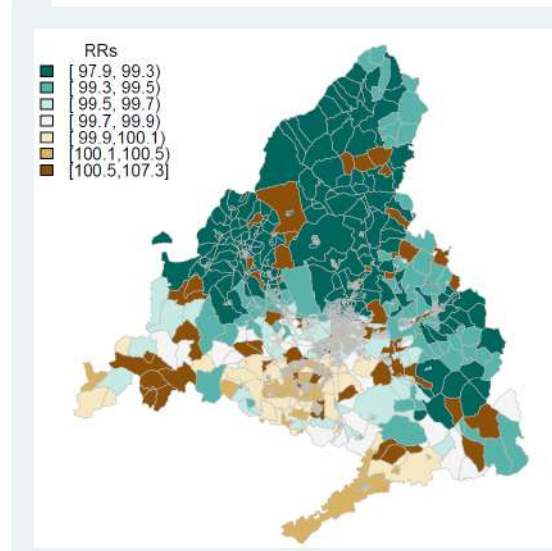 RRs
[ 97.9, 99.3)
[ 99.3, 99.5)
[ 99.5, 99.7)
[ 99.7, 99.9)
[ 99.9,100.1)
[100.1,100.5)
[100.5,107.3]